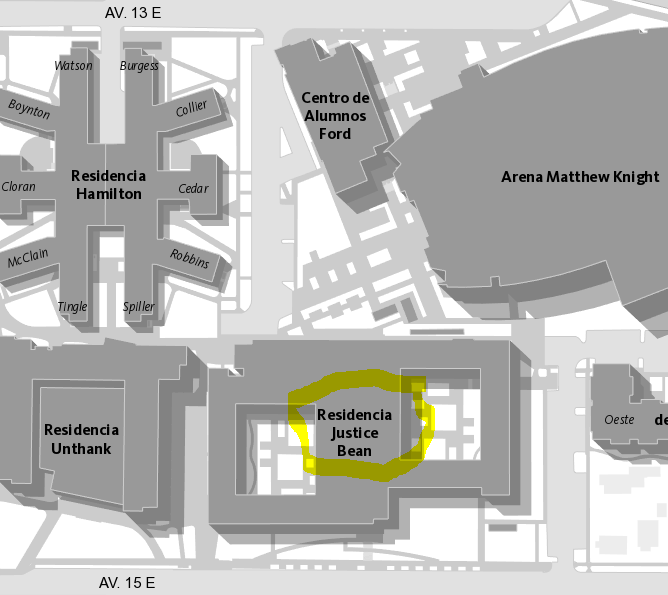 AV. 13 E
Watson
Burgess
Boynton
Collier
Centro de
Alumnos
Ford
Cloran
Residencia
Hamilton
Cedar
Arena Matthew Knight
McClain
Robbins
Tingle
Spiller
Residencia
Unthank
Residencia
Justice
Bean
Oeste
de
AV. 15 E